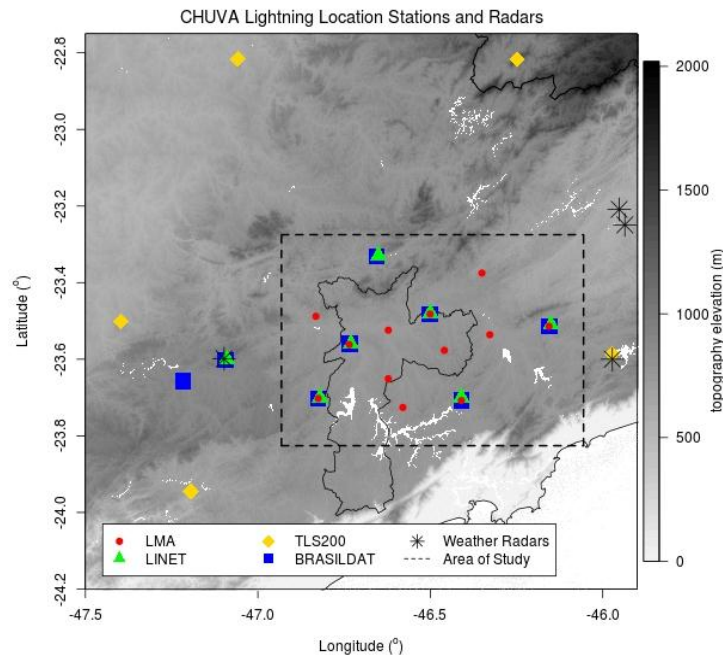 CHUVA Lightning Location Stations and Radars
-22.8
-23.0
-23.2
-23.4
-23.6
-23.8
-24.0
-24.2
Latitude (º)
-47.5
-47.0
-46.5
-46.0
Longitude (º)
2000
1500
1000
500
0
topography elevation (m)
LMA
LINET
TLS200
BRASILDAT
Weather Radars
Area of Study